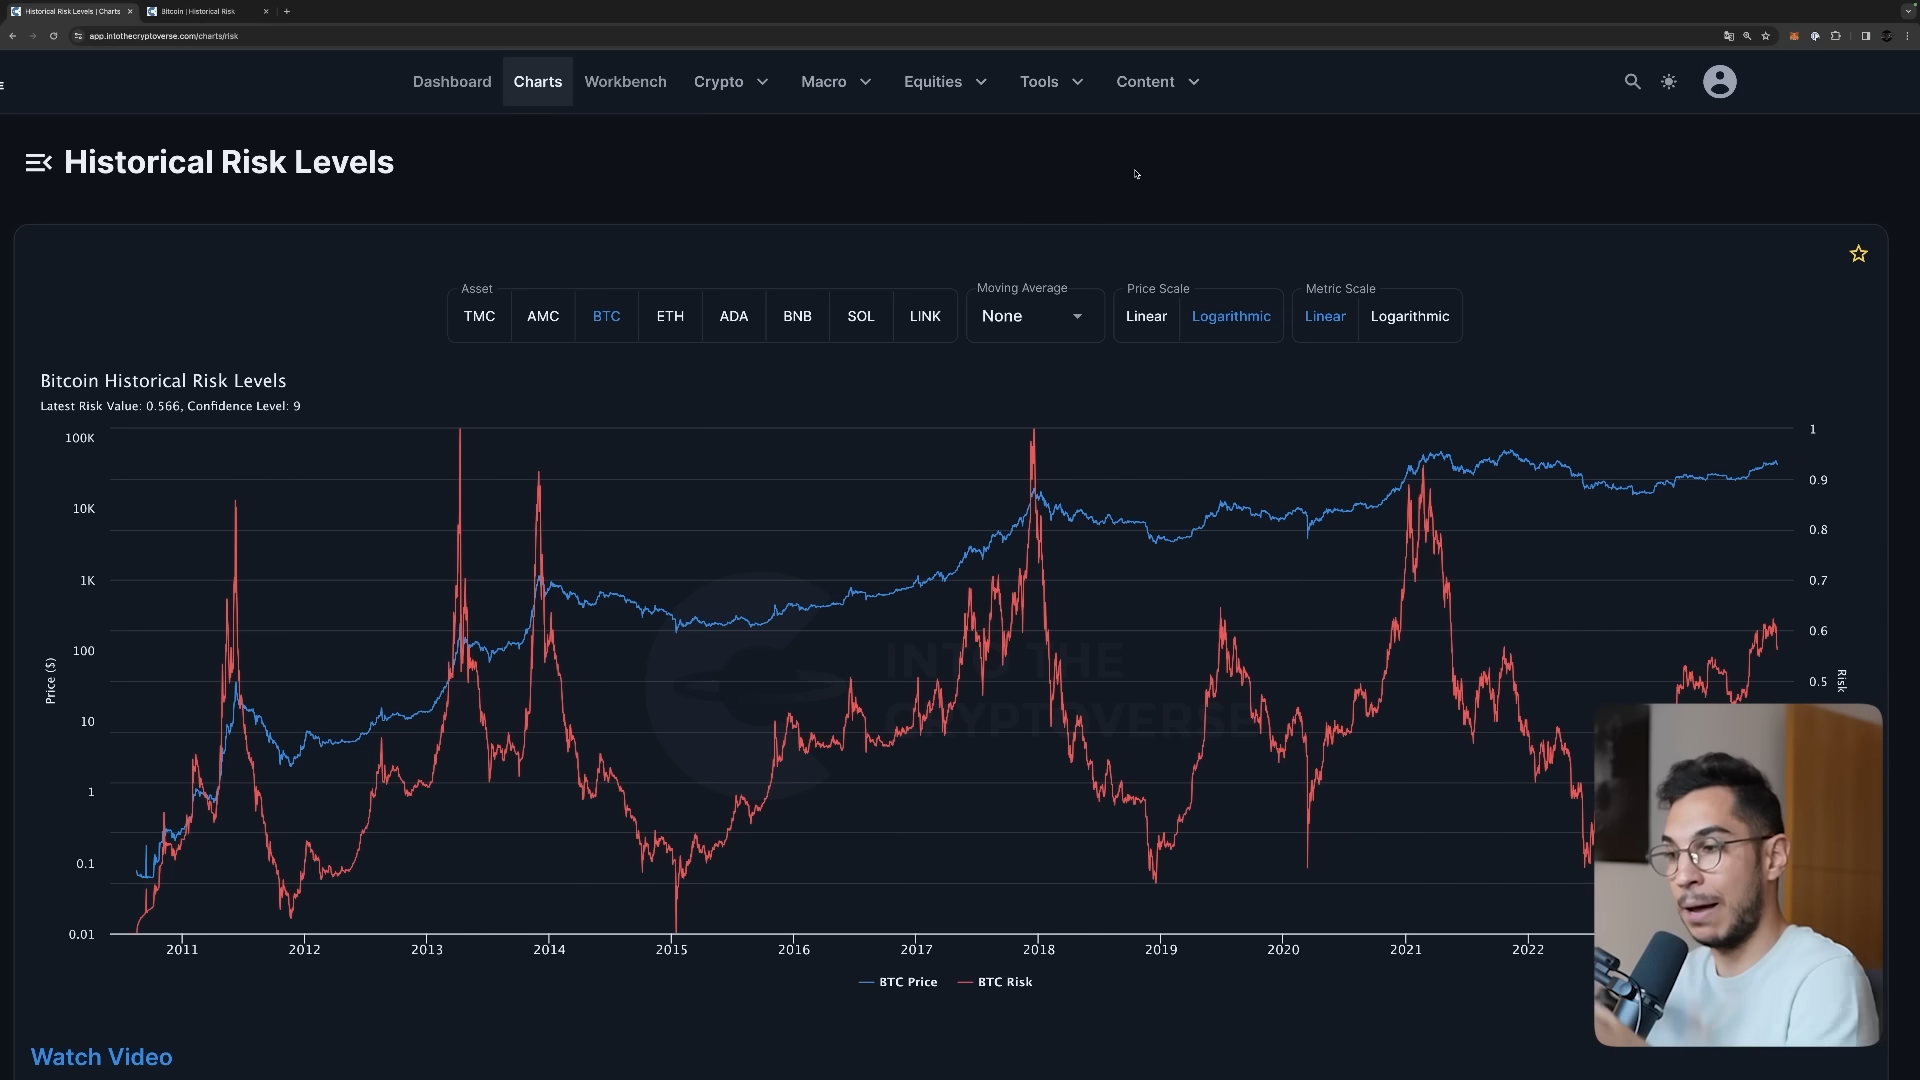 Historical Risk Levels | Charts
Bitcoin | Historical Risk
app.intothecryptoverse.com/charts/risk
Dashboard Charts Workbench Crypto Macro Equities Tools Content
Historical Risk Levels
Asset Moving Average Price Scale Metric Scale
TMC AMC BTC ETH ADA BNB SOL LINK None Linear Logarithmic Linear Logarithmic
Bitcoin Historical Risk Levels
Latest Risk Value: 0.566, Confidence Level: 9
100K
10K
1K
100
10
1
0.1
0.01
Price ($)
1
0.9
0.8
0.7
0.6
0.5
Risk
INTO THE
CRYPTOVERSE
2011 2012 2013 2014 2015 2016 2017 2018 2019 2020 2021 2022
BTC Price BTC Risk
Watch Video